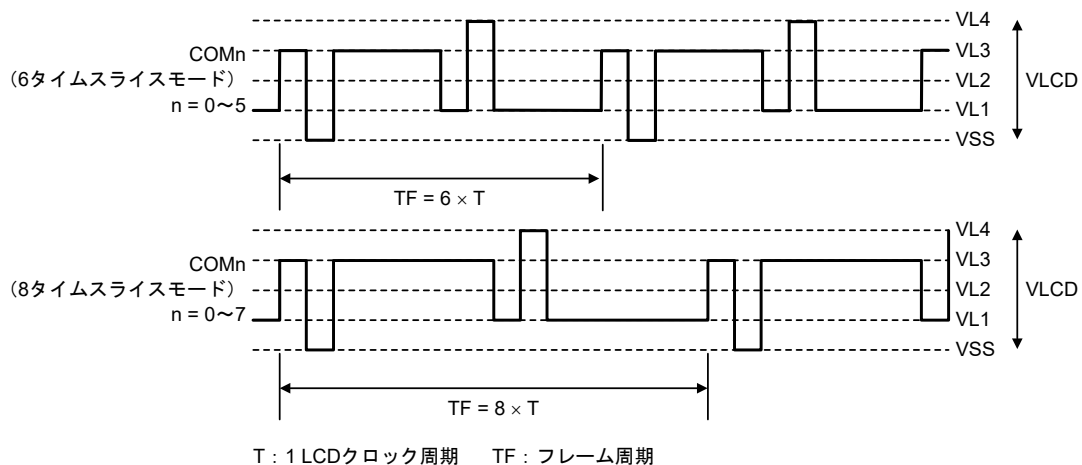 VL4
COMn
VL3
（6タイムスライスモード）
VL2
VLCD
n = 0～5
VL1
VSS
TF = 6 × T
VL4
COMn
VL3
（8タイムスライスモード）
VL2
VLCD
n = 0～7
VL1
VSS
TF = 8 × T
T：1 LCDクロック周期　TF：フレーム周期